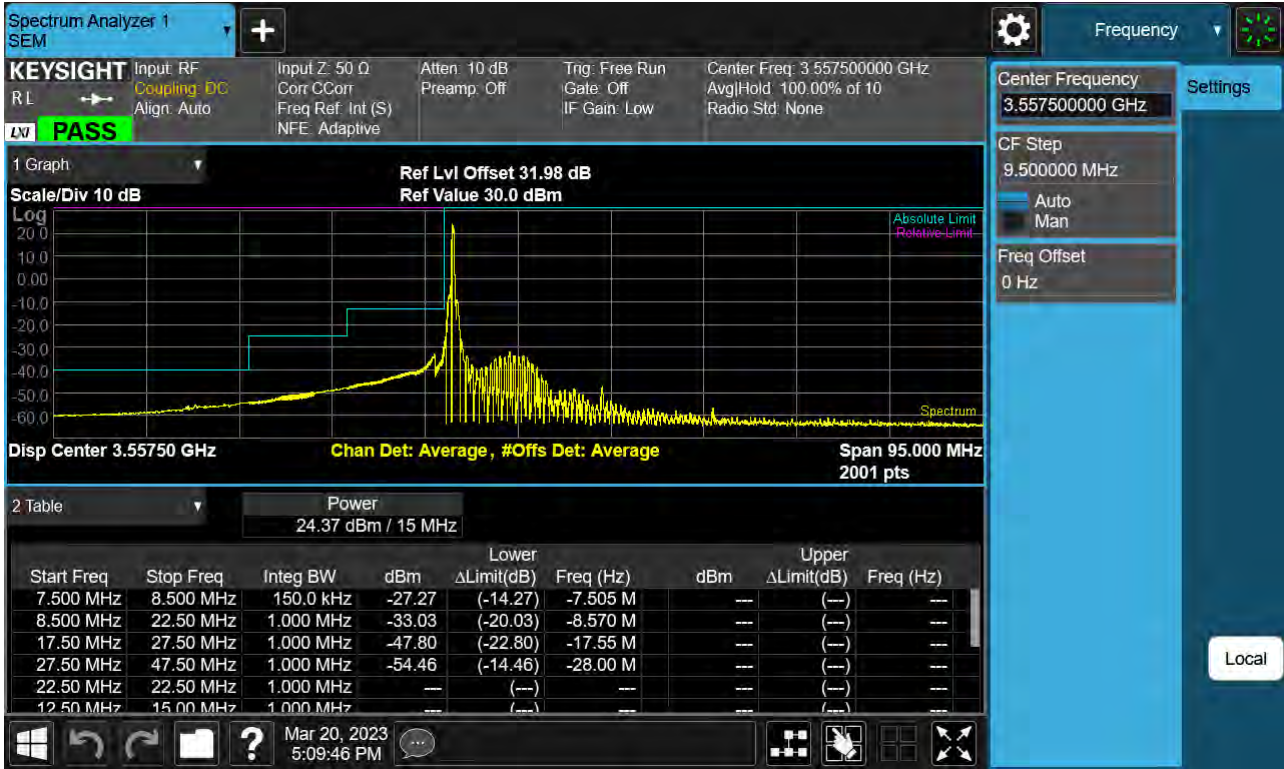 Spectrum Analyzer 1
SEM
Frequency
KEYSIGHT
R L
LXI
PASS
Input: RF
Coupling: DC
Align: Auto
Input Z: 50 Ω
Corr CCorr
Freq Ref: Int (S)
NFE: Adaptive
Atten: 10 dB
Preamp: Off
Trig: Free Run
Gate: Off
IF Gain: Low
Center Freq: 3.557500000 GHz
Avg|Hold: 100.00% of 10
Radio Std: None
Center Frequency
3.557500000 GHz
Settings
CF Step
9.500000 MHz
Auto
Man
Freq Offset
0 Hz
Local
1 Graph
Scale/Div 10 dB
Ref Lvl Offset 31.98 dB
Ref Value 30.0 dBm
Log
20.0
10.0
0.00
-10.0
-20.0
-30.0
-40.0
-50.0
-60.0
Absolute Limit
Relative Limit
Spectrum
Disp Center 3.55750 GHz
Chan Det: Average , #Offs Det: Average
Span 95.000 MHz
2001 pts
2 Table
Power
24.37 dBm / 15 MHz
Lower Upper
Start Freq Stop Freq Integ BW dBm ΔLimit(dB) Freq (Hz) dBm ΔLimit(dB) Freq (Hz)
7.500 MHz 8.500 MHz 150.0 kHz -27.27 (-14.27) -7.505 M --- (---) ---
8.500 MHz 22.50 MHz 1.000 MHz -33.03 (-20.03) -8.570 M --- (---) ---
17.50 MHz 27.50 MHz 1.000 MHz -47.80 (-22.80) -17.55 M --- (---) ---
27.50 MHz 47.50 MHz 1.000 MHz -54.46 (-14.46) -28.00 M --- (---) ---
22.50 MHz 22.50 MHz 1.000 MHz --- (---) --- --- (---) ---
12.50 MHz 15.00 MHz 1.000 MHz --- (---) --- --- (---) ---
Mar 20, 2023
5:09:46 PM